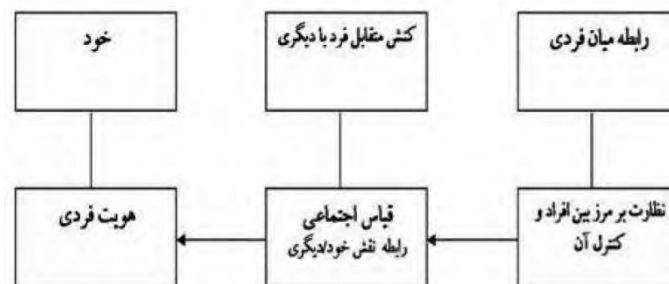 رابطه میان فردی
کنش متقابل فرد با دیگری
خود
نظارت بر مرز بین افراد و
کنترل آن
قیاس اجتماعی
رابطه نقش خود/دیگری
هویت فردی